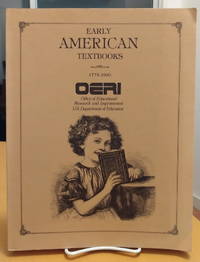 EARLY
AMERICAN
TEXTBOOKS
1775-1900
OERI
Office of Educational
Research and Improvement
U.S. Department of Education